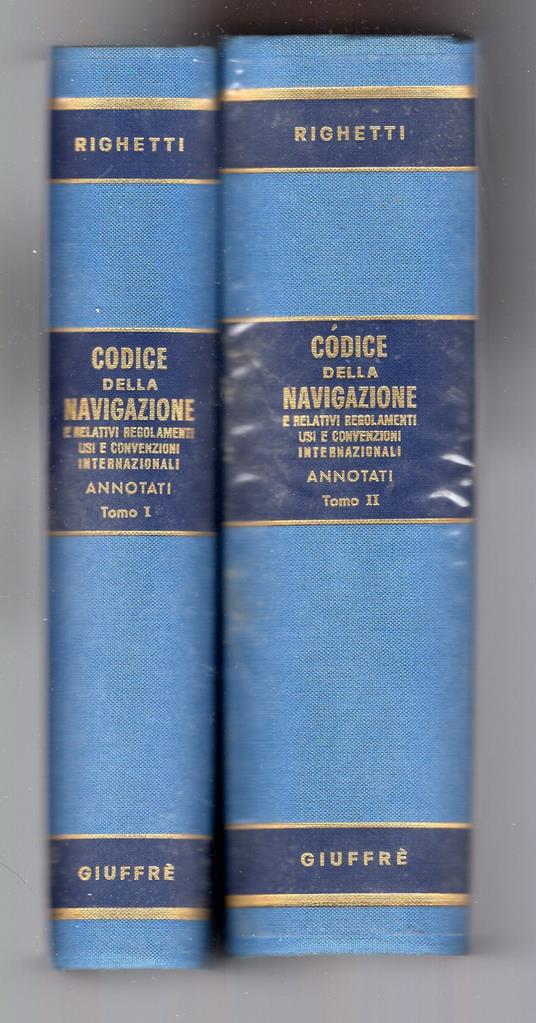 RIGHETTI
CODICE
DELLA
NAVIGAZIONE
E RELATIVI REGOLAMENTI
USI E CONVENZIONI
INTERNAZIONALI
ANNOTATI
Tomo I
GIUFFRÈ
RIGHETTI
CODICE
DELLA
NAVIGAZIONE
E RELATIVI REGOLAMENTI
USI E CONVENZIONI
INTERNAZIONALI
ANNOTATI
Tomo II
GIUFFRÈ